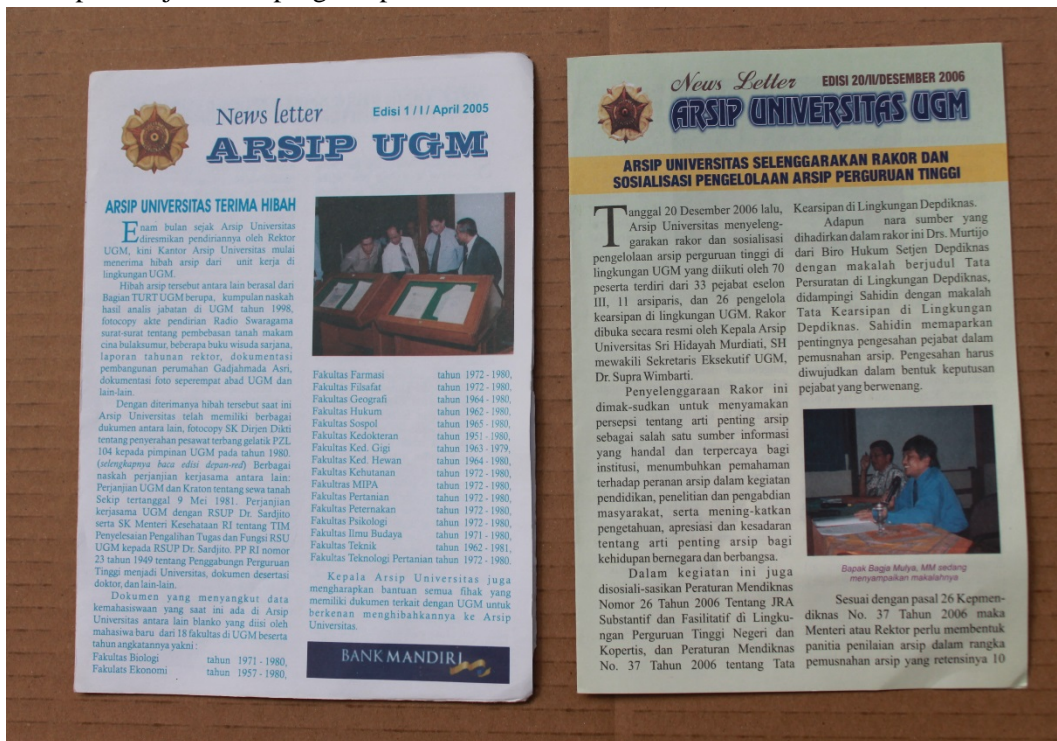 News letter
Edisi 1 / I / April 2005
ARSIP UGM
ARSIP UNIVERSITAS TERIMA HIBAH
Enam bulan sejak Arsip Universitas
diresmikan pendiriannya oleh Rektor
UGM, kini Kantor Arsip Universitas mulai
menerima hibah arsip dari unit kerja di
lingkungan UGM.
Hibah arsip tersebut antara lain berasal dari
Bagian TURT UGM berupa, kumpulan naskah
hasil analis jabatan di UGM tahun 1998,
fotocopy akte pendirian Radio Swaragama
surat-surat tentang pembebasan tanah makam
cina bulaksumur, beberapa buku wisuda sarjana,
laporan tahunan rektor, dokumentasi
pembangunan perumahan Gadjahmada Asri,
dokumentasi foto seperempat abad UGM dan
lain-lain.
Dengan diterimanya hibah tersebut saat ini
Arsip Universitas telah memiliki berbagai
dukumen antara lain, fotocopy SK Dirjen Dikti
tentang penyerahan pesawat terbang gelatik PZL
104 kepada pimpinan UGM pada tahun 1980.
(selengkapnya baca edisi depan-red) Berbagai
naskah perjanjian kerjasama antara lain:
Perjanjian UGM dan Kraton tentang sewa tanah
Sekip tertanggal 9 Mei 1981. Perjanjian
kerjasama UGM dengan RSUP Dr. Sardjito
serta SK Menteri Kesehataan RI tentang TIM
Penyelesaian Pengalihan Tugas dan Fungsi RSU
UGM kepada RSUP Dr. Sardjito. PP RI nomor
23 tahun 1949 tentang Penggabungn Perguruan
Tinggi menjadi Universitas, dokumen desertasi
doktor, dan lain-lain.
Dokumen yang menyangkut data
kemahasiswaan yang saat ini ada di Arsip
Universitas antara lain blanko yang diisi oleh
mahasiwa baru dari 18 fakultas di UGM beserta
tahun angkatannya yakni :
Fakultas Biologi tahun 1971 - 1980,
Fakulats Ekonomi tahun 1957 - 1980,
Fakultas Farmasi tahun 1972 - 1980,
Fakultas Filsafat tahun 1972 - 1980,
Fakultas Geografi tahun 1964 - 1980,
Fakultas Hukum tahun 1962 - 1980,
Fakultas Sospol tahun 1965 - 1980,
Fakultas Kedokteran tahun 1951 - 1980,
Fakultas Ked. Gigi tahun 1963 - 1979,
Fakultas Ked. Hewan tahun 1964 - 1980,
Fakultas Kehutanan tahun 1972 - 1980,
Fakultras MIPA tahun 1972 - 1980,
Fakultas Pertanian tahun 1972 - 1980,
Fakultas Peternakan tahun 1972 - 1980,
Fakultas Psikologi tahun 1972 - 1980,
Fakultas Ilmu Budaya tahun 1971 - 1980,
Fakultas Teknik tahun 1962 - 1981,
Fakultas Teknologi Pertanian tahun 1972 - 1980.
Kepala Arsip Universitas juga
mengharapkan bantuan semua fihak yang
memiliki dukumen terkait dengan UGM untuk
berkenan menghibahkannya ke Arsip
Universitas.
BANK MANDIRI
News Letter
EDISI 20/II/DESEMBER 2006
ARSIP UNIVERSITAS UGM
ARSIP UNIVERSITAS SELENGGARAKAN RAKOR DAN
SOSIALISASI PENGELOLAAN ARSIP PERGURUAN TINGGI
Tanggal 20 Desember 2006 lalu,
Arsip Universitas menyeleng-
garakan rakor dan sosialisasi
pengelolaan arsip perguruan tinggi di
lingkungan UGM yang diikuti oleh 70
peserta terdiri dari 33 pejabat eselon
III, 11 arsiparis, dan 26 pengelola
kearsipan di lingkungan UGM. Rakor
dibuka secara resmi oleh Kepala Arsip
Universitas Sri Hidayah Murdiati, SH
mewakili Sekretaris Eksekutif UGM,
Dr. Supra Wimbarti.
Penyelenggaraan Rakor ini
dimak-sudkan untuk menyamakan
persepsi tentang arti penting arsip
sebagai salah satu sumber informasi
yang handal dan terpercaya bagi
institusi, menumbuhkan pemahaman
terhadap peranan arsip dalam kegiatan
pendidikan, penelitian dan pengabdian
masyarakat, serta mening-katkan
pengetahuan, apresiasi dan kesadaran
tentang arti penting arsip bagi
kehidupan bernegara dan berbangsa.
Dalam kegiatan ini juga
disosiali-sasikan Peraturan Mendiknas
Nomor 26 Tahun 2006 Tentang JRA
Substantif dan Fasilitatif di Lingku-
ngan Perguruan Tinggi Negeri dan
Kopertis, dan Peraturan Mendiknas
No. 37 Tahun 2006 tentang Tata
Kearsipan di Lingkungan Depdiknas.
Adapun nara sumber yang
dihadirkan dalam rakor ini Drs. Murtijo
dari Biro Hukum Setjen Depdiknas
dengan makalah berjudul Tata
Persuratan di Lingkungan Depdiknas,
didampingi Sahidin dengan makalah
Tata Kearsipan di Lingkungan
Depdiknas. Sahidin memaparkan
pentingnya pengesahan pejabat dalam
pemusnahan arsip. Pengesahan harus
diwujudkan dalam bentuk keputusan
pejabat yang berwenang.
Bapak Bagja Mulya, MM sedang
menyampaikan makalahnya
Sesuai dengan pasal 26 Kepmen-
diknas No. 37 Tahun 2006 maka
Menteri atau Rektor perlu membentuk
panitia penilaian arsip dalam rangka
pemusnahan arsip yang retensinya 10